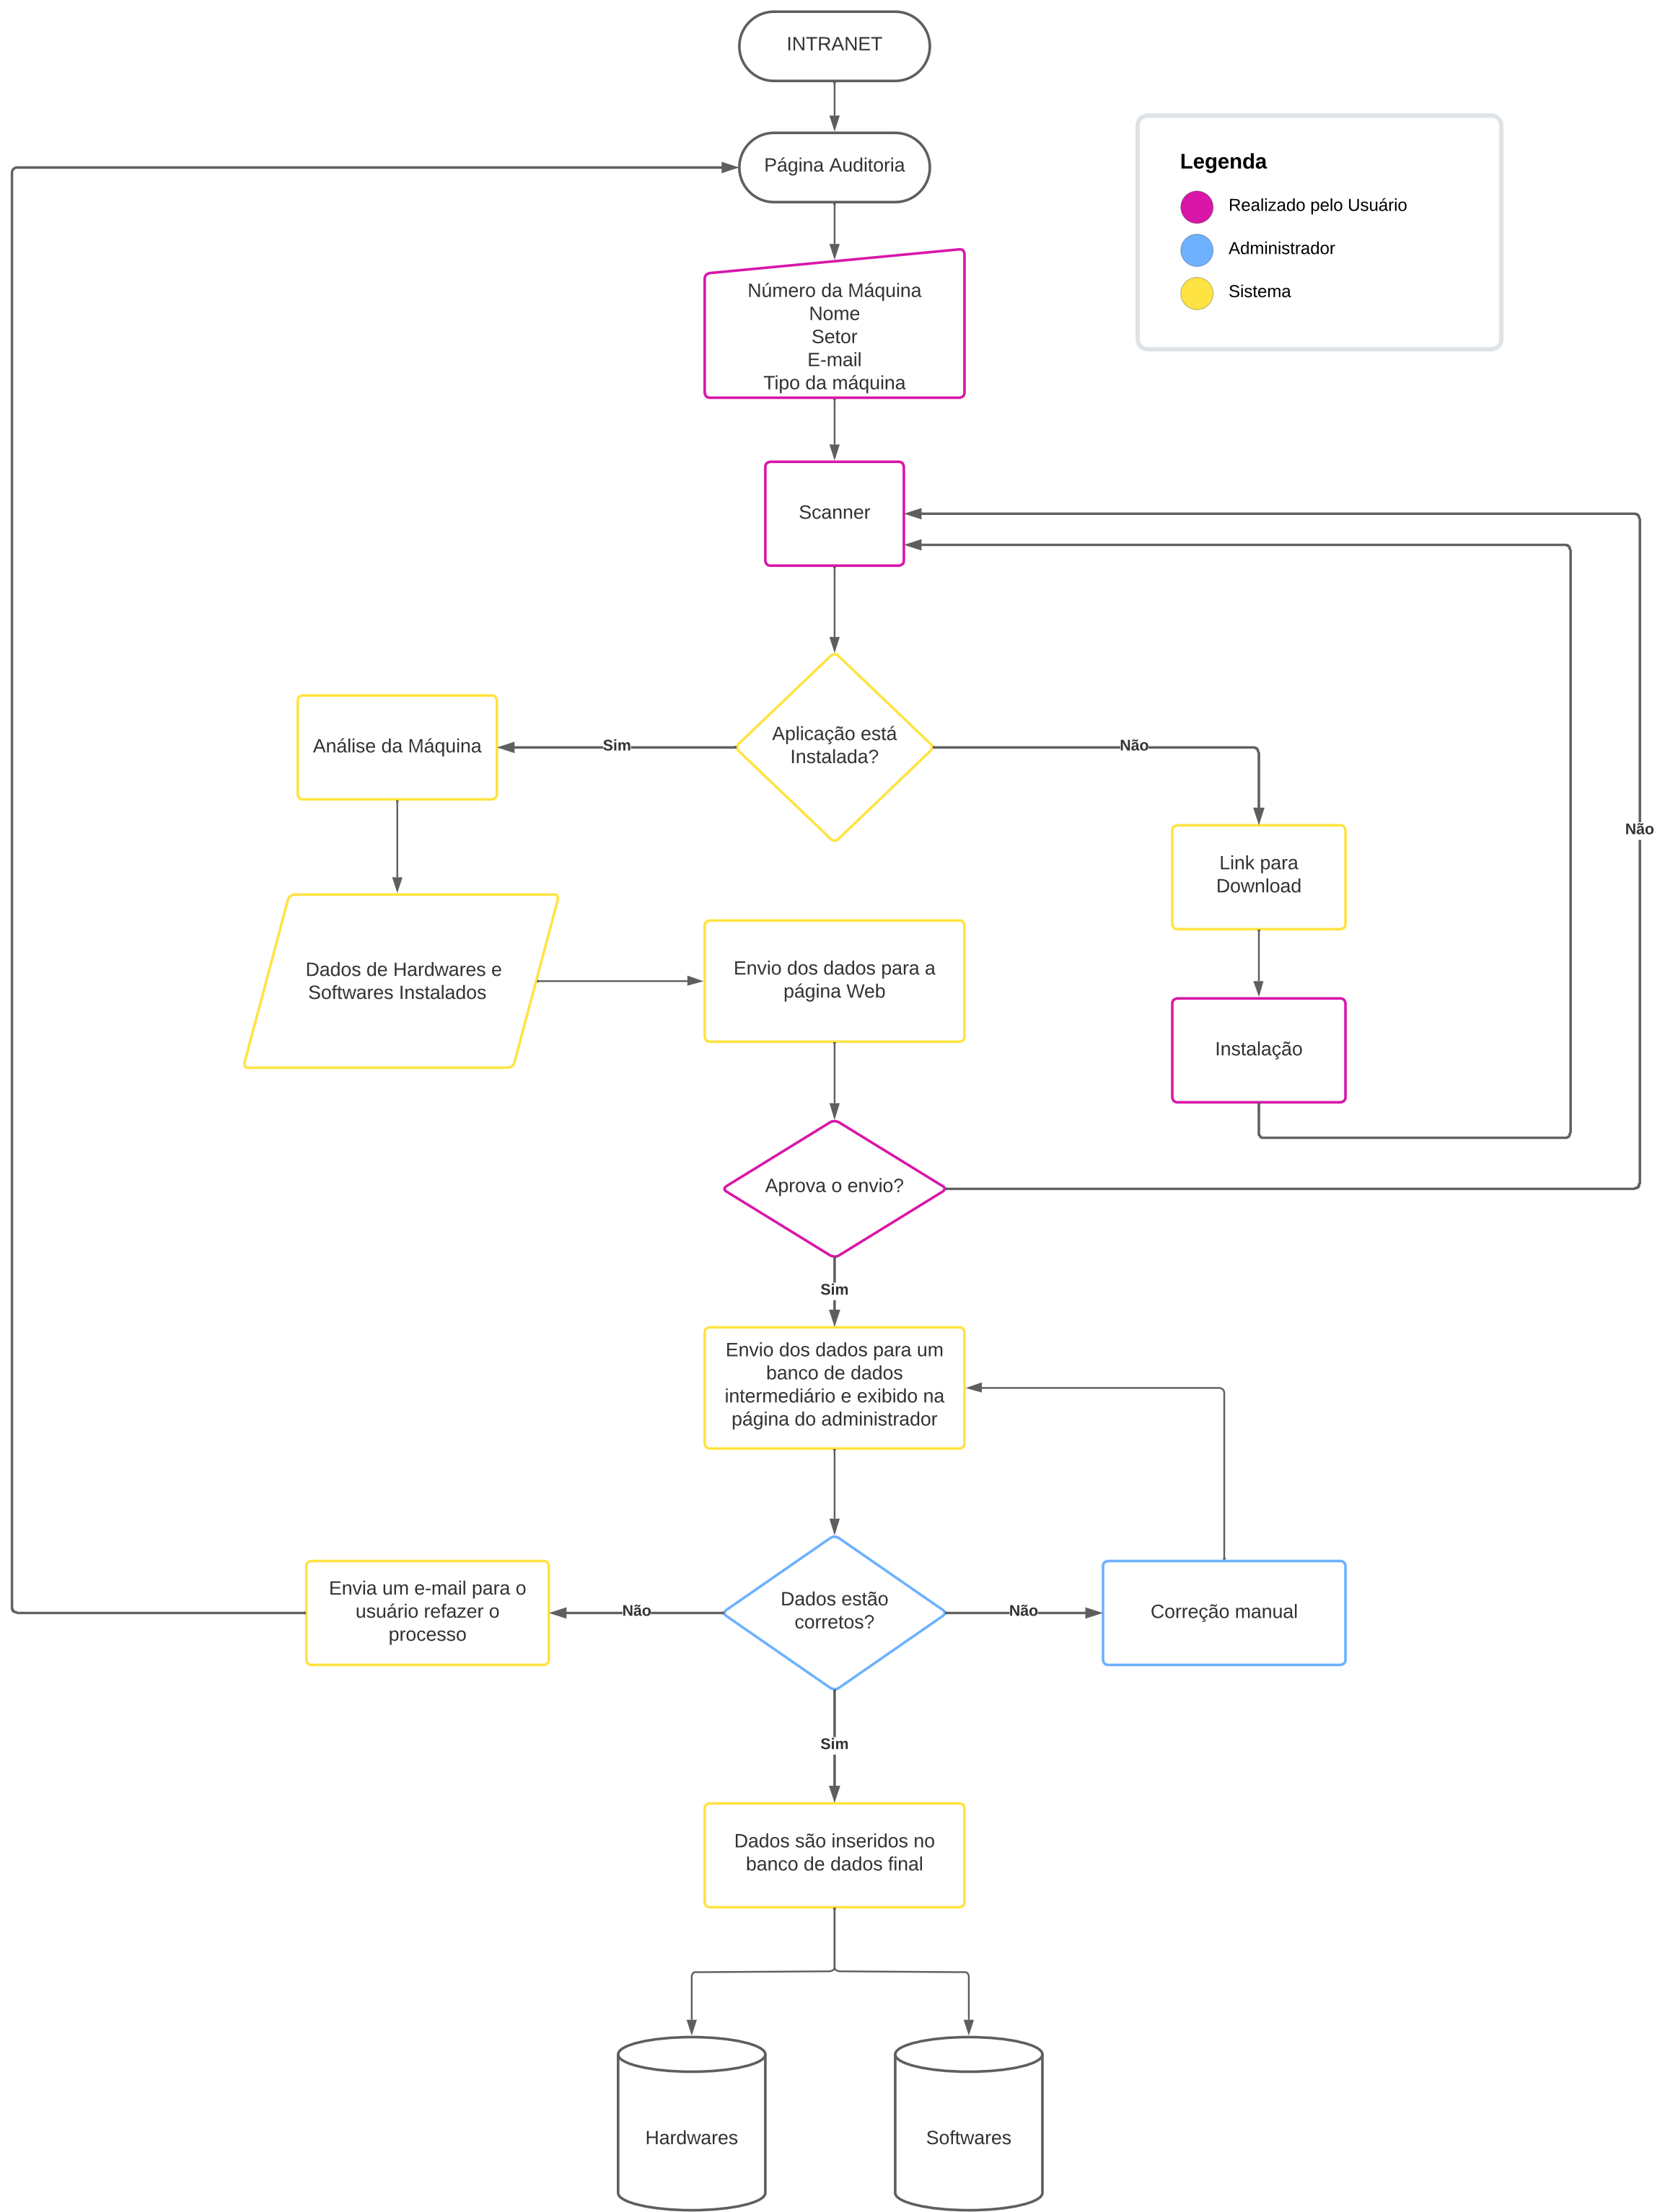 INTRANET
Página Auditoria
Legenda
Realizado pelo Usuário
Administrador
Sistema
Número da Máquina
Nome
Setor
E-mail
Tipo da máquina
Scanner
Aplicação está
Instalada?
Sim
Não
Análise da Máquina
Não
Link para
Download
Dados de Hardwares e
Softwares Instalados
Envio dos dados para a
página Web
Instalação
Aprova o envio?
Sim
Envio dos dados para um
banco de dados
intermediário e exibido na
página do administrador
Envia um e-mail para o
usuário refazer o
processo
Não
Dados estão
corretos?
Não
Correção manual
Sim
Dados são inseridos no
banco de dados final
Hardwares
Softwares